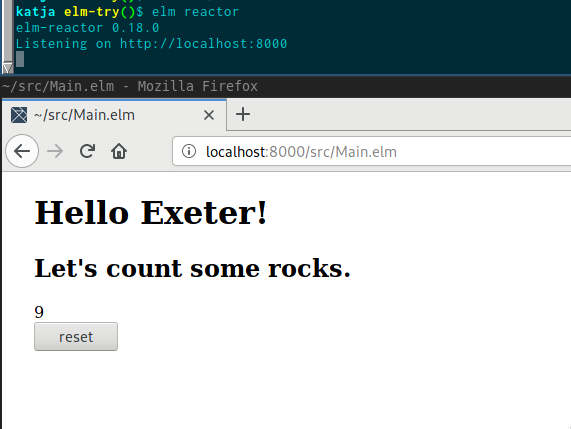 katja elm-try()$ elm reactor
elm-reactor 0.18.0
Listening on http://localhost:8000
~/src/Main.elm - Mozilla Firefox
~/src/Main.elm
localhost:8000/src/Main.elm
Hello Exeter!
Let's count some rocks.
9
reset